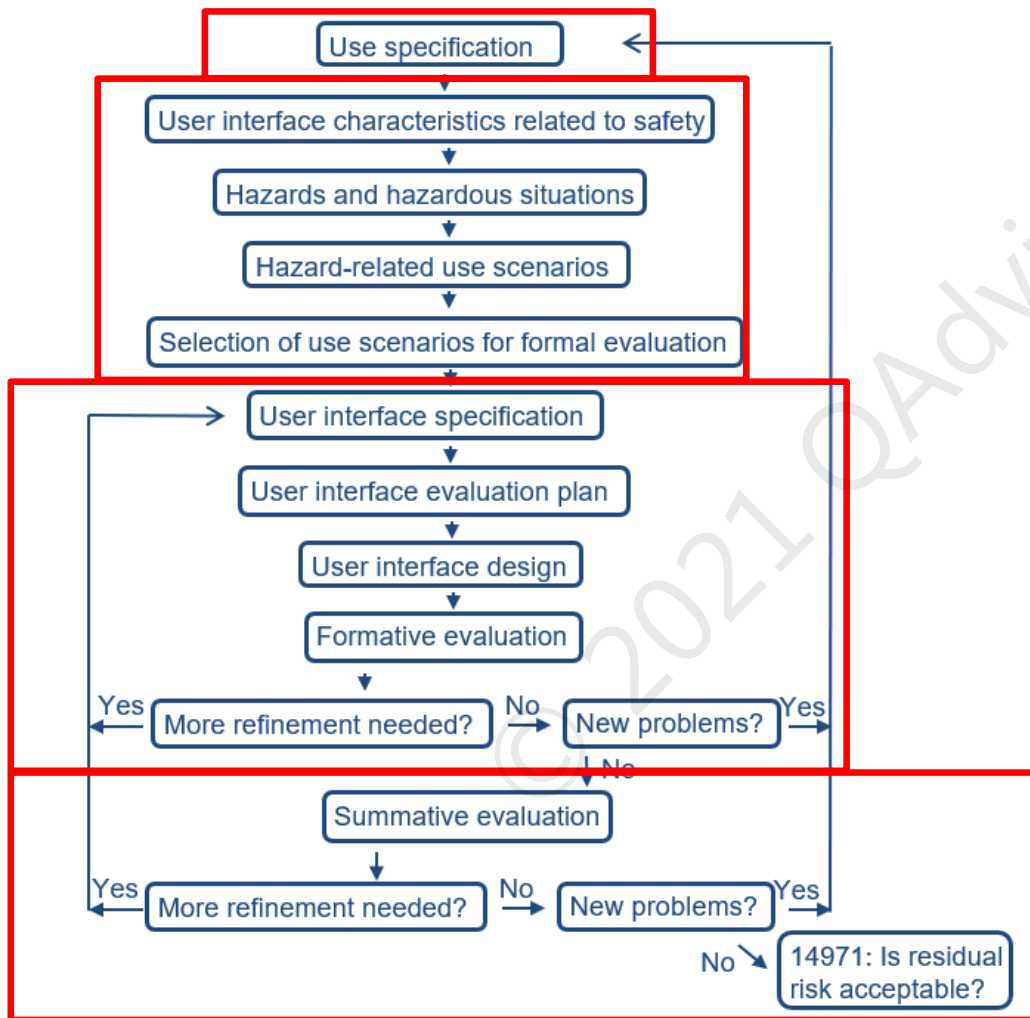 Use specification
User interface characteristics related to safety
Hazards and hazardous situations
Hazard-related use scenarios
Selection of use scenarios for formal evaluation
User interface specification
User interface evaluation plan
User interface design
Formative evaluation
Yes
More refinement needed?
No
New problems?
Yes
No
Summative evaluation
Yes
More refinement needed?
No
New problems?
Yes
No
14971: Is residual
risk acceptable?
© 2021 QAdvi